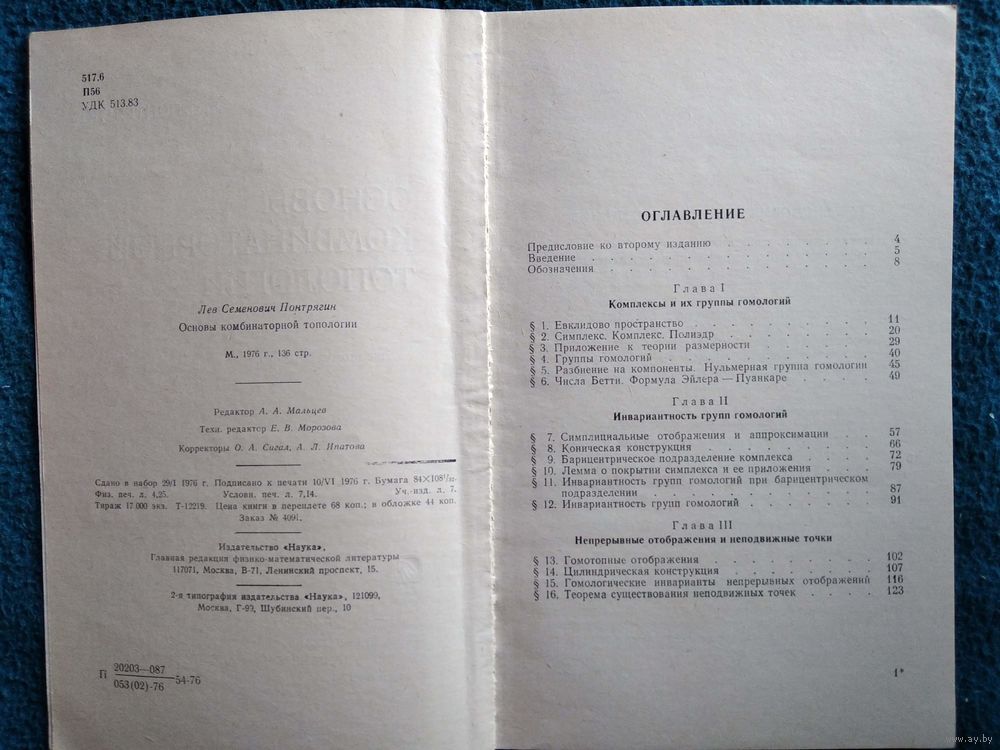 517.6
П56
УДК 513.83
Лев Семенович Понтрягин
Основы комбинаторной топологии
М., 1976 г., 136 стр.
Редактор А. А. Мальцев
Техн. редактор Е. В. Морозова
Корректоры О. А. Сигал, А. Л. Ипатова
Сдано в набор 29/I 1976 г. Подписано к печати 10/VI 1976 г. Бумага 84×108¹/₃₂.
Физ. печ. л. 4,25. Условн. печ. л. 7,14. Уч.-изд. л. 7.
Тираж 17 000 экз. Т-12219. Цена книги в переплете 68 коп.; в обложке 44 коп.
Заказ № 4091.
Издательство «Наука»,
Главная редакция физико-математической литературы
117071, Москва, В-71, Ленинский проспект, 15.
2-я типография издательства «Наука», 121099,
Москва, Г-99, Шубинский пер., 10
П 20203—087
053(02)-76 54-76
ОГЛАВЛЕНИЕ
Предисловие ко второму изданию . . . . . . . 4
Введение . . . . . . . . . . . . 5
Обозначения . . . . . . . . . . . 8
Глава I
Комплексы и их группы гомологий
§ 1. Евклидово пространство . . . . . . . . 11
§ 2. Симплекс. Комплекс. Полиэдр . . . . . . . 20
§ 3. Приложение к теории размерности . . . . . . 29
§ 4. Группы гомологий . . . . . . . . . 40
§ 5. Разбиение на компоненты. Нульмерная группа гомологии 45
§ 6. Числа Бетти. Формула Эйлера — Пуанкаре . . . . 49
Глава II
Инвариантность групп гомологий
§ 7. Симплициальные отображения и аппроксимации . . 57
§ 8. Коническая конструкция . . . . . . . . 66
§ 9. Барицентрическое подразделение комплекса . . . 72
§ 10. Лемма о покрытии симплекса и ее приложения . . 79
§ 11. Инвариантность групп гомологий при барицентрическом
подразделении . . . . . . . . . . 87
§ 12. Инвариантность групп гомологий . . . . . . 91
Глава III
Непрерывные отображения и неподвижные точки
§ 13. Гомотопные отображения . . . . . . . . 102
§ 14. Цилиндрическая конструкция . . . . . . . 107
§ 15. Гомологические инварианты непрерывных отображений 116
§ 16. Теорема существования неподвижных точек . . . . 123
1*
www.ay.by